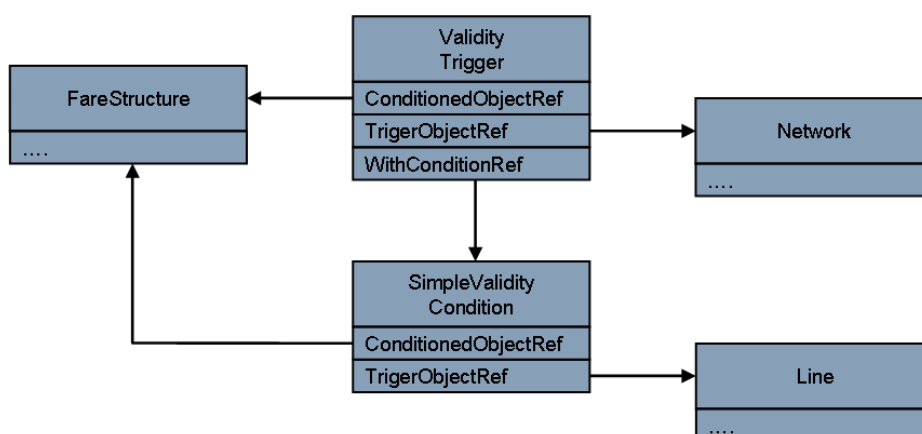 Validity
Trigger
ConditionedObjectRef
TrigerObjectRef
WithConditionRef
FareStructure
....
Network
....
SimpleValidity
Condition
ConditionedObjectRef
TrigerObjectRef
Line
....